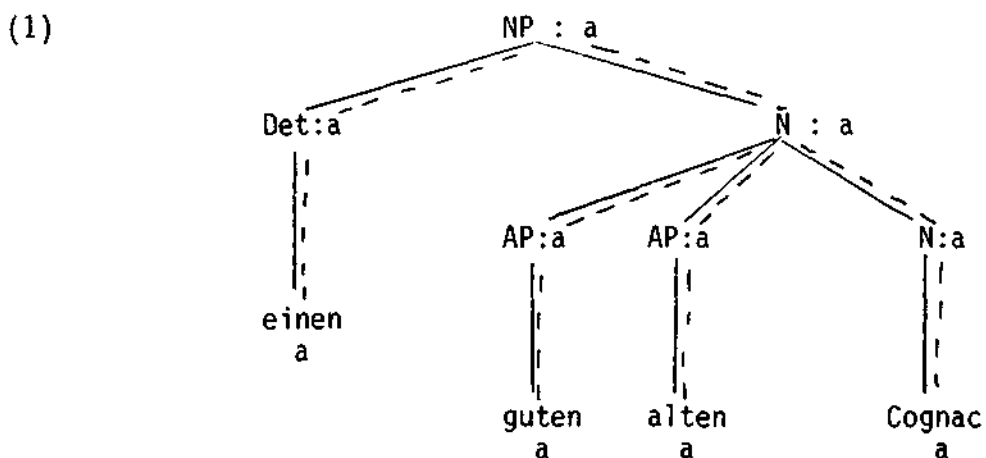 (1)
NP : a
Det:a N : a
AP:a AP:a N:a
einen
a
guten alten Cognac
a a a